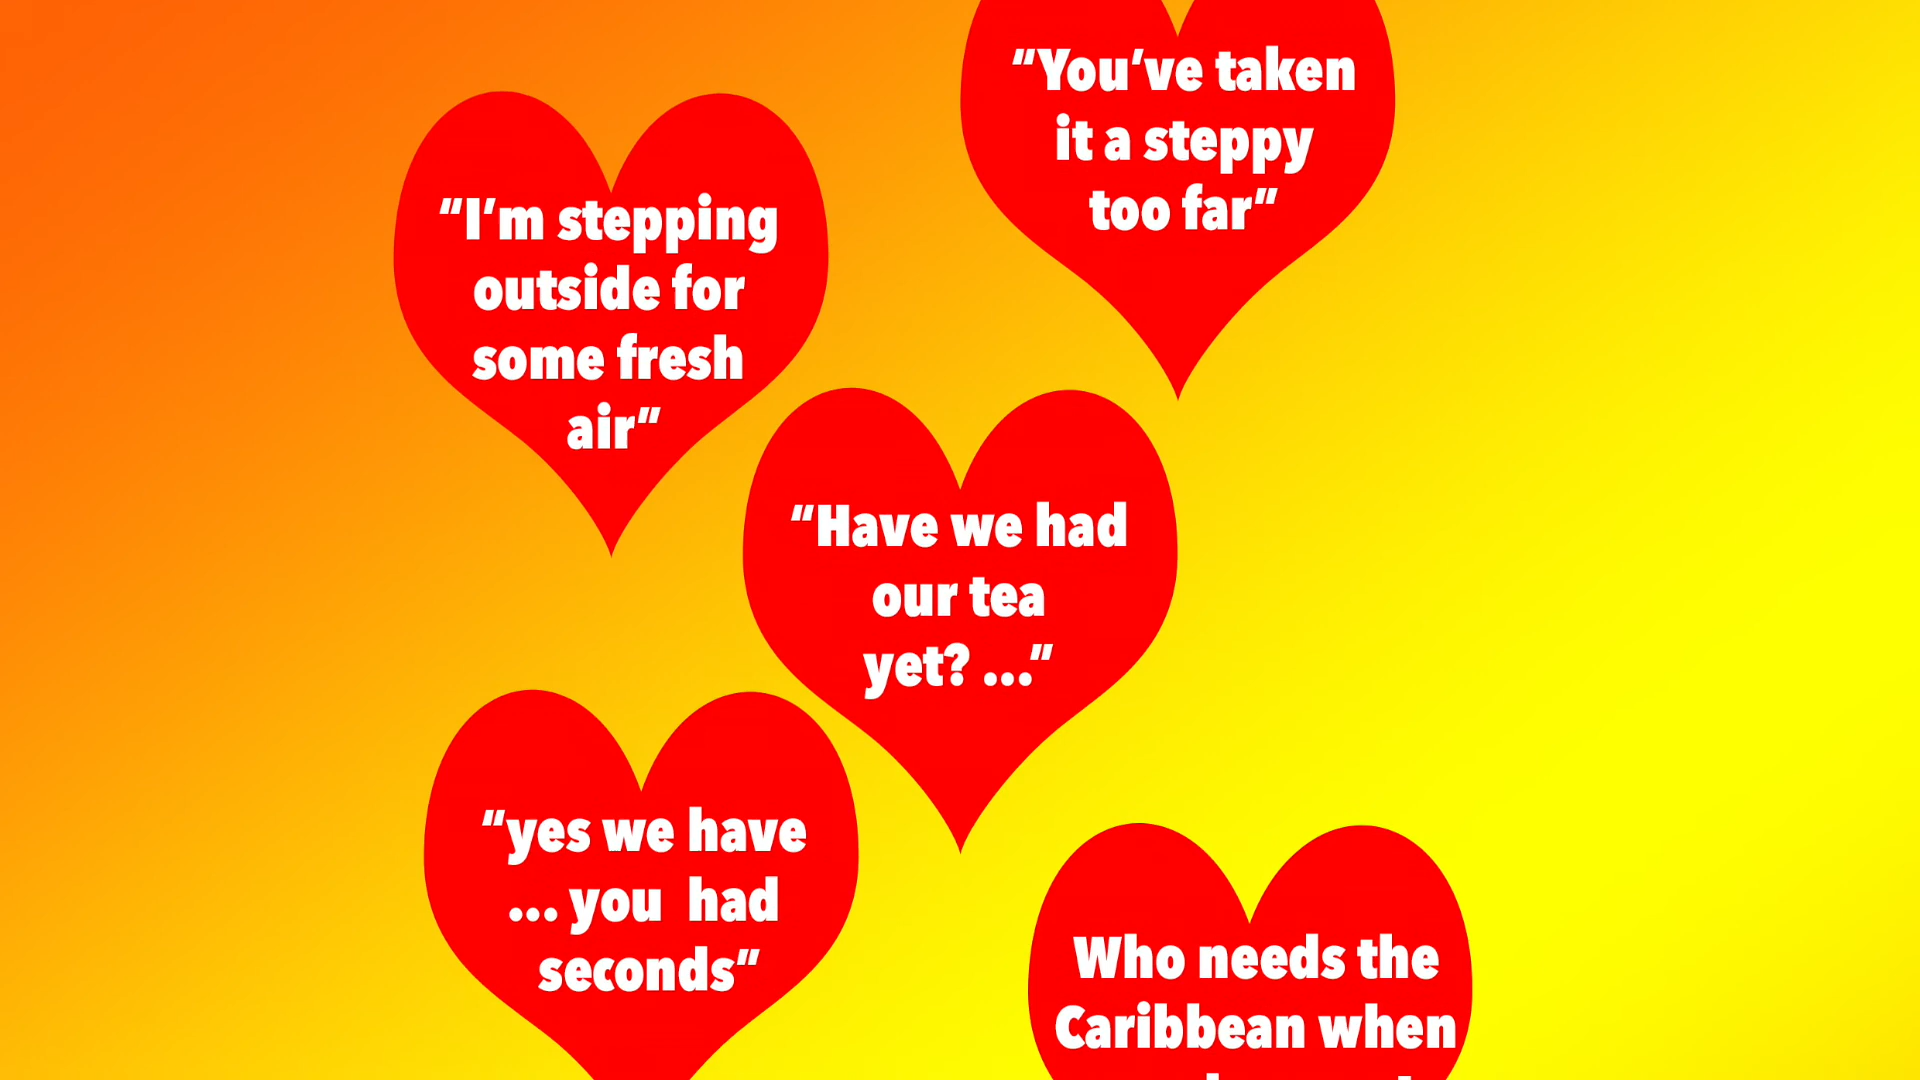 “You’ve taken
it a steppy
too far”
“I’m stepping
outside for
some fresh
air”
“Have we had
our tea
yet? ...”
“yes we have
... you  had
seconds”
Who needs the
Caribbean when